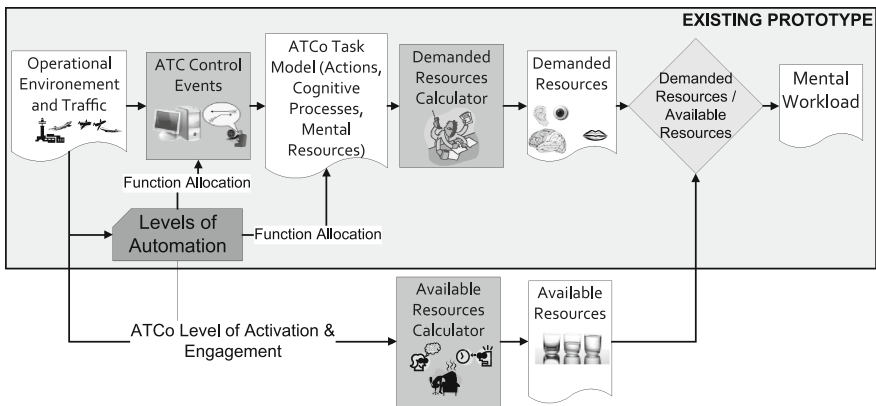 EXISTING PROTOTYPE
Operational
Environement
and Traffic
ATC Control
Events
ATCo Task
Model (Actions,
Cognitive
Processes,
Mental
Resources)
Demanded
Resources
Calculator
Demanded
Resources
Demanded
Resources /
Available
Resources
Mental
Workload
Function Allocation
Levels of
Automation
Function Allocation
ATCo Level of Activation &
Engagement
Available
Resources
Calculator
Available
Resources